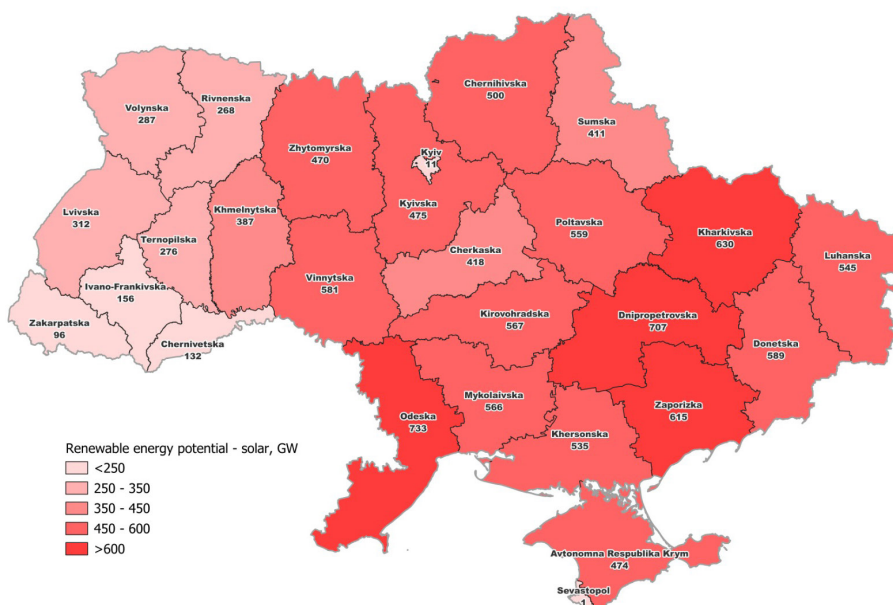 Chernihivska
500
Volynska
287
Rivnenska
268
Sumska
411
Zhytomyrska
470
Kyiv
11
Kyivska
475
Lvivska
312
Khmelnytska
387
Ternopilska
276
Cherkaska
418
Poltavska
559
Kharkivska
630
Luhanska
545
Ivano-Frankivska
156
Vinnytska
581
Zakarpatska
96
Chernivetska
132
Kirovohradska
567
Dnipropetrovska
707
Donetska
589
Odeska
733
Mykolaivska
566
Zaporizka
615
Khersonska
535
Renewable energy potential - solar, GW
<250
250 - 350
350 - 450
450 - 600
>600
Avtonomna Respublika Krym
474
Sevastopol
1